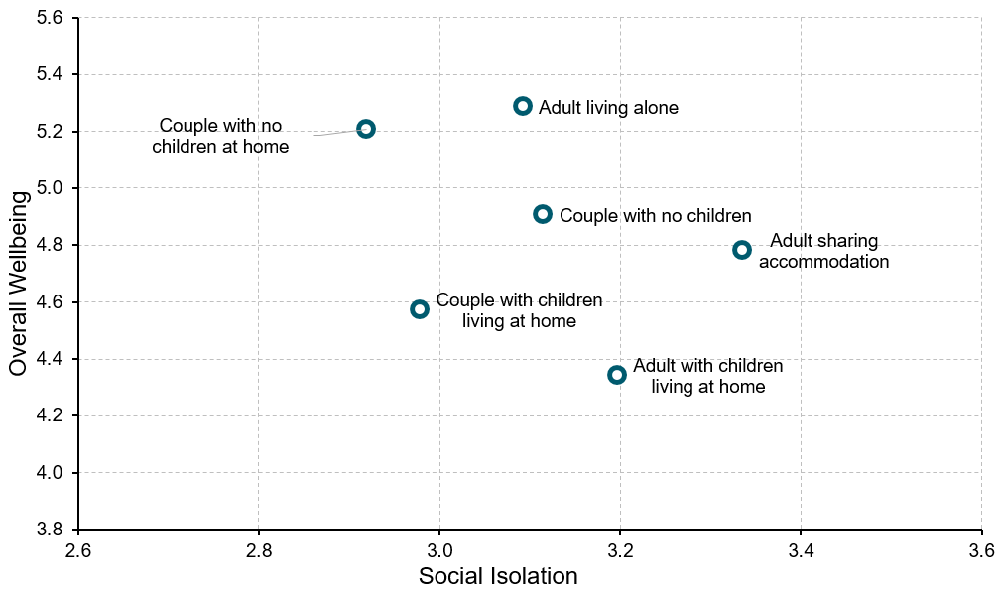 5.6
5.4
5.2
5.0
4.8
4.6
4.4
4.2
4.0
3.8
Overall Wellbeing
Couple with no
children at home
Adult living alone
Couple with no children
Adult sharing
accommodation
Couple with children
living at home
Adult with children
living at home
2.6
2.8
3.0
3.2
3.4
3.6
Social Isolation